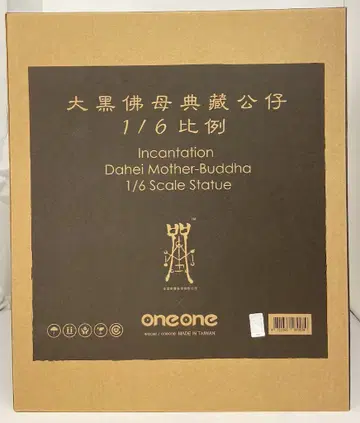 大黑佛母典藏公仔
1/6比例
Incantation
Dahei Mother-Buddha
1/6 Scale Statue
oneone
MADE IN TAIWAN